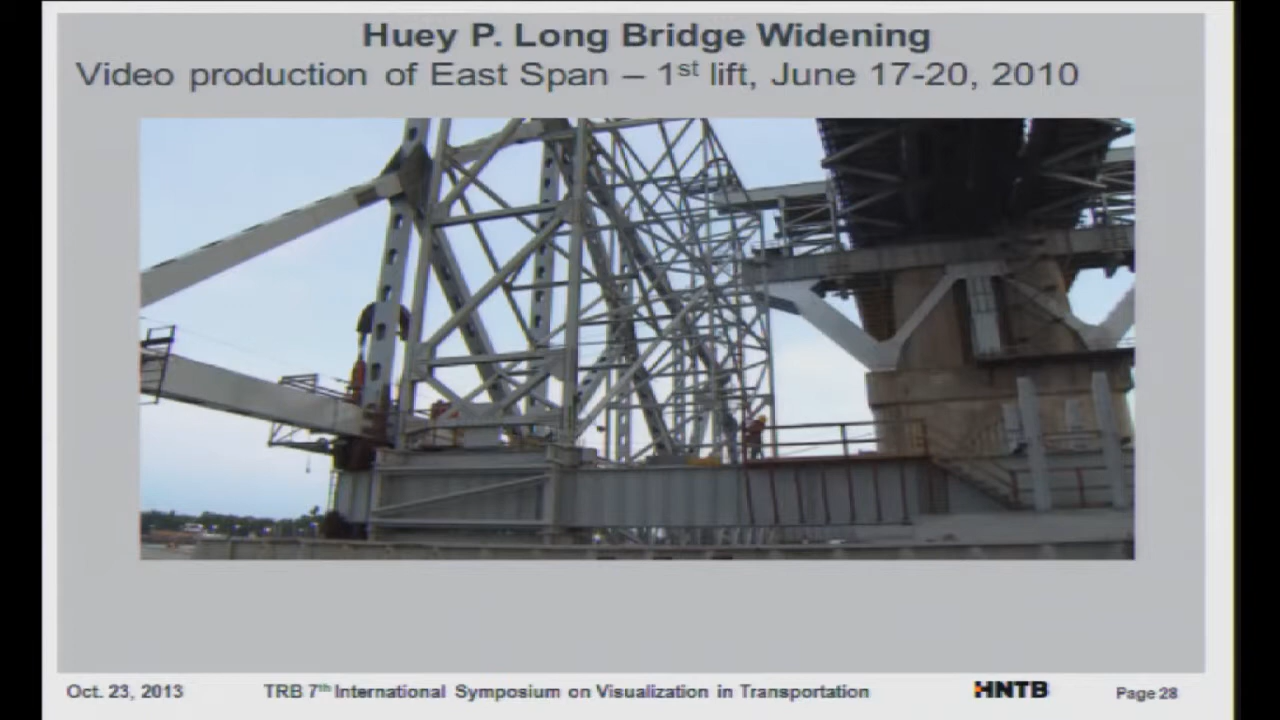 Huey P. Long Bridge Widening
Video production of East Span – 1st lift, June 17-20, 2010
Oct. 23, 2013 TRB 7th International Symposium on Visualization in Transportation HNTB Page 28